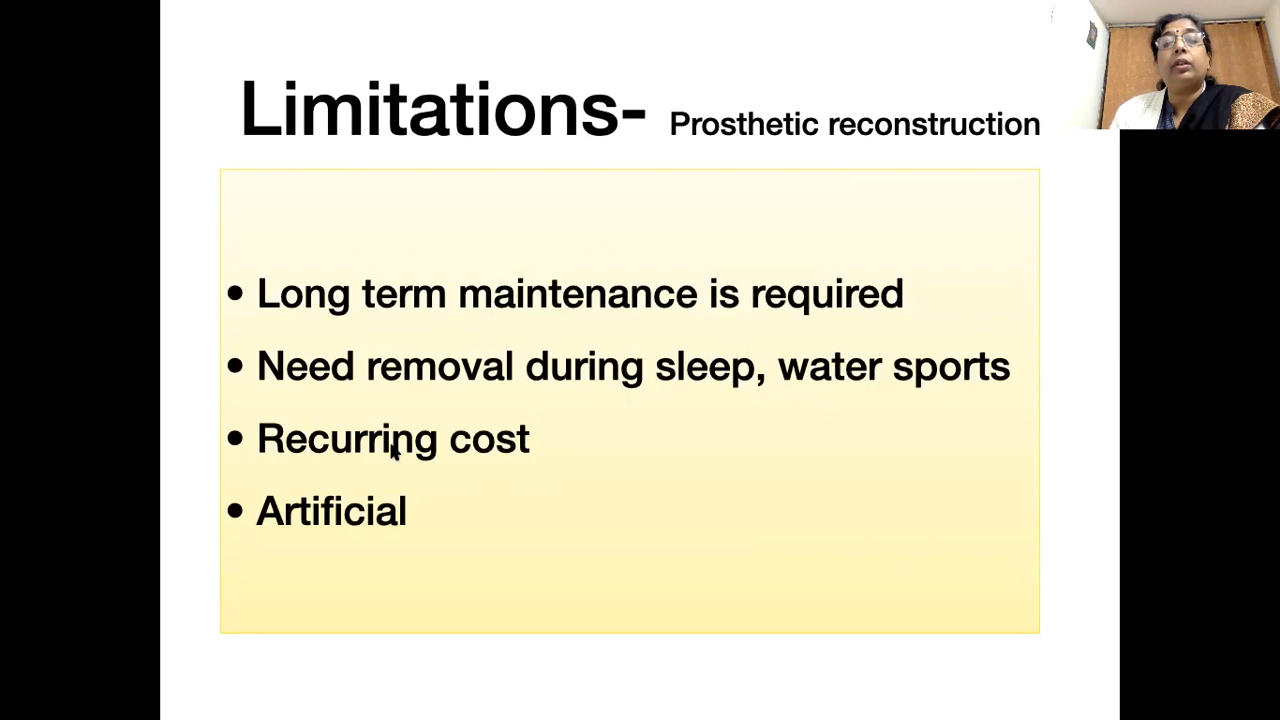 Limitations- Prosthetic reconstruction
• Long term maintenance is required
• Need removal during sleep, water sports
• Recurring cost
• Artificial